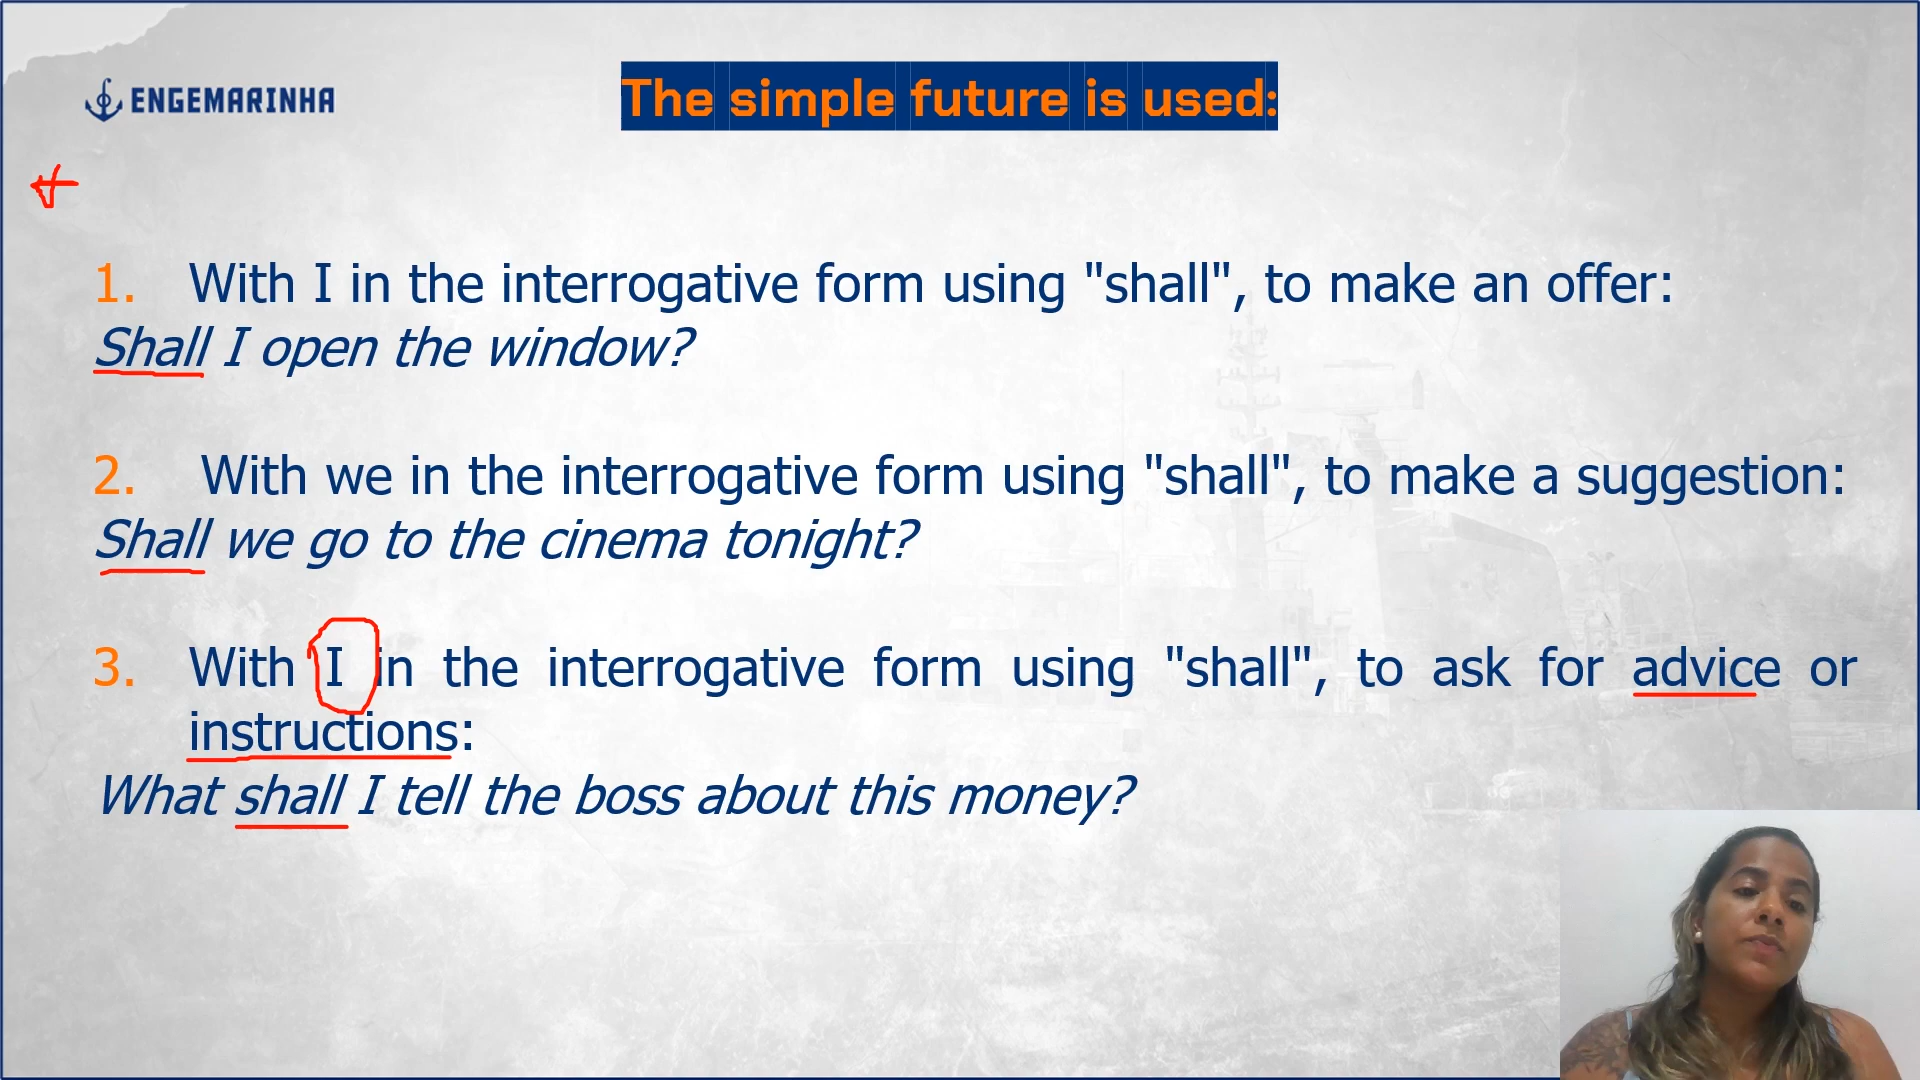 ENGEMARINHA
The simple future is used:
1. With I in the interrogative form using "shall", to make an offer:
Shall I open the window?
2. With we in the interrogative form using "shall", to make a suggestion:
Shall we go to the cinema tonight?
3. With I in the interrogative form using "shall", to ask for advice or
instructions:
What shall I tell the boss about this money?